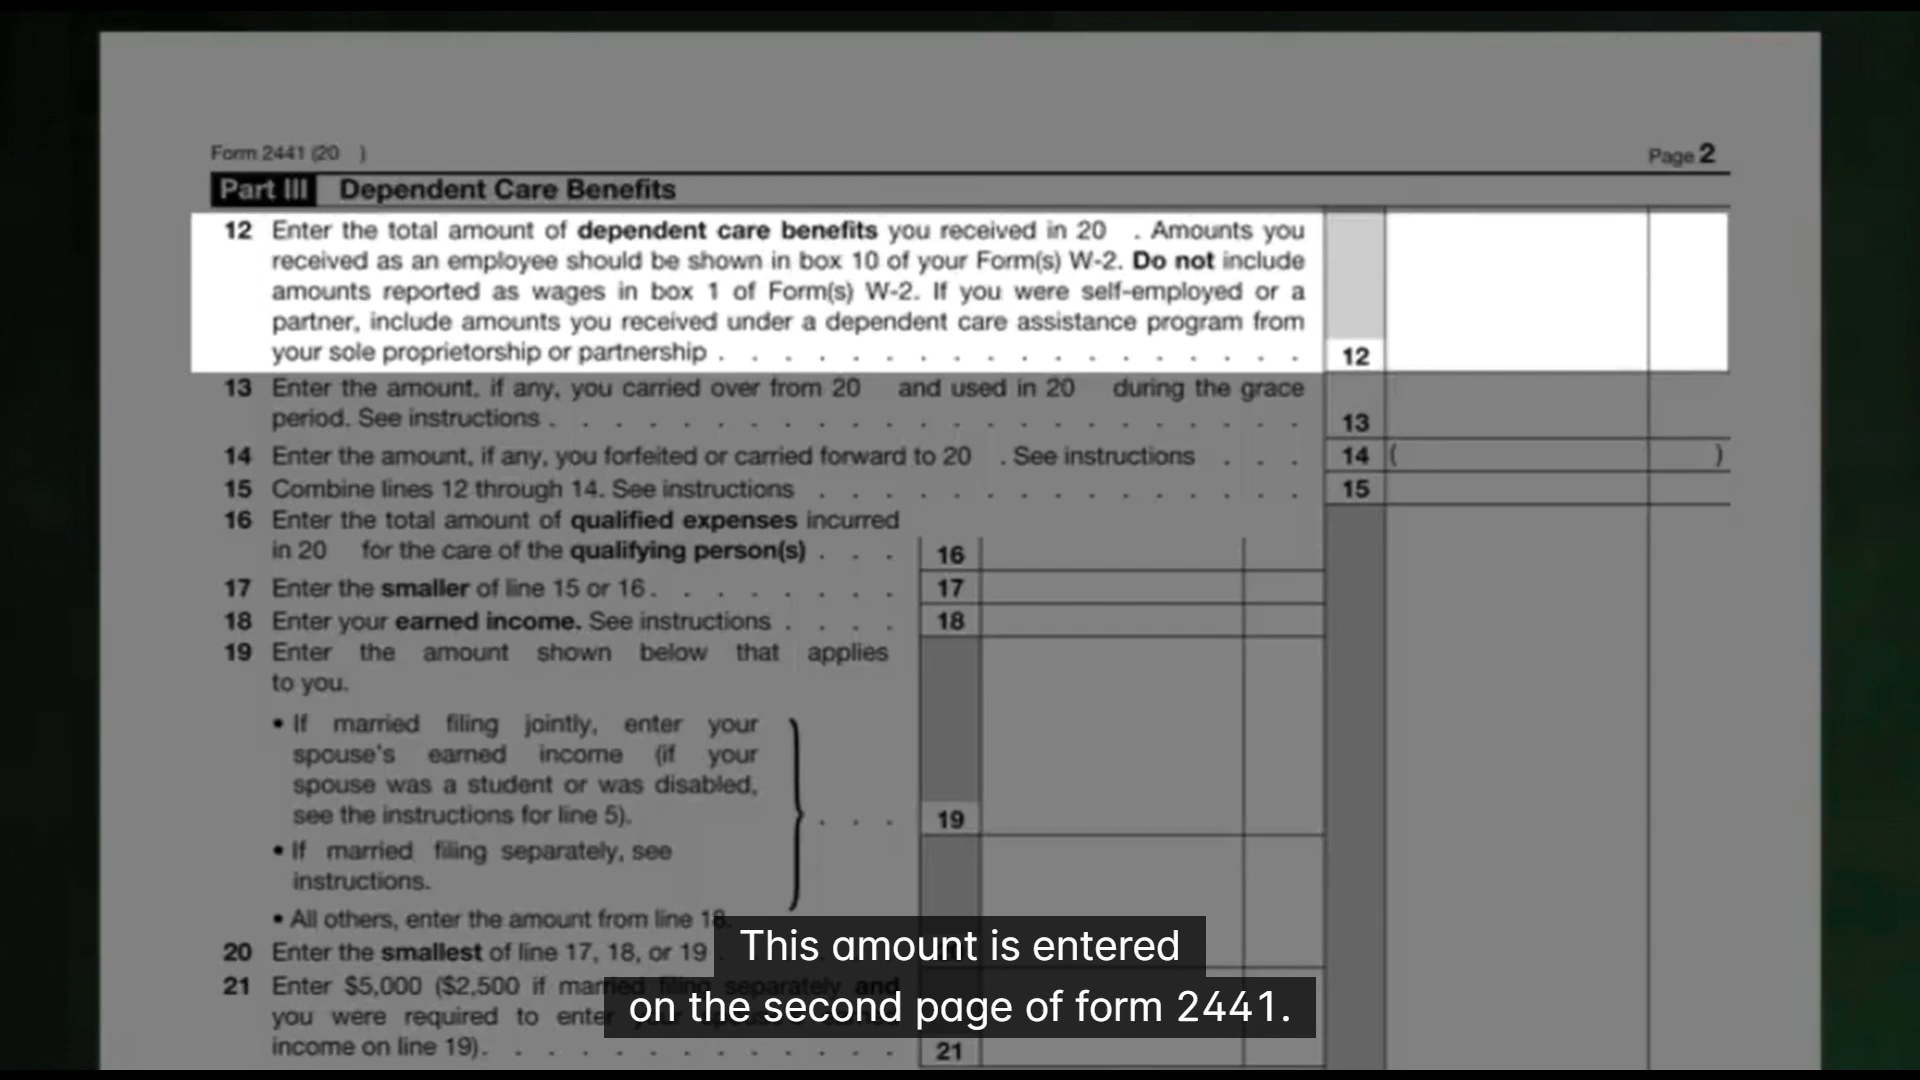 Form 2441 (20 )
Page 2
Part III Dependent Care Benefits
12 Enter the total amount of dependent care benefits you received in 20 . Amounts you
received as an employee should be shown in box 10 of your Form(s) W-2. Do not include
amounts reported as wages in box 1 of Form(s) W-2. If you were self-employed or a
partner, include amounts you received under a dependent care assistance program from
your sole proprietorship or partnership . . . . . . . . . . . . . . . . . . 12
13 Enter the amount, if any, you carried over from 20 and used in 20 during the grace
period. See instructions . . . . . . . . . . . . . . . . . . . . . . . 13
14 Enter the amount, if any, you forfeited or carried forward to 20 . See instructions . . . 14 ( )
15 Combine lines 12 through 14. See instructions . . . . . . . . . . . . . . . 15
16 Enter the total amount of qualified expenses incurred
in 20 for the care of the qualifying person(s) . . . 16
17 Enter the smaller of line 15 or 16 . . . . . . . . 17
18 Enter your earned income. See instructions . . . . 18
19 Enter the amount shown below that applies
to you.
• If married filing jointly, enter your
spouse's earned income (if your
spouse was a student or was disabled,
see the instructions for line 5).
. . . 19
• If married filing separately, see
instructions.
• All others, enter the amount from line 18.
20 Enter the smallest of line 17, 18, or 19 .
21 Enter $5,000 ($2,500 if married filing separately and
you were required to enter your spouse's earned
income on line 19) . . . . . . . . . . . . . 21
This amount is entered
on the second page of form 2441.